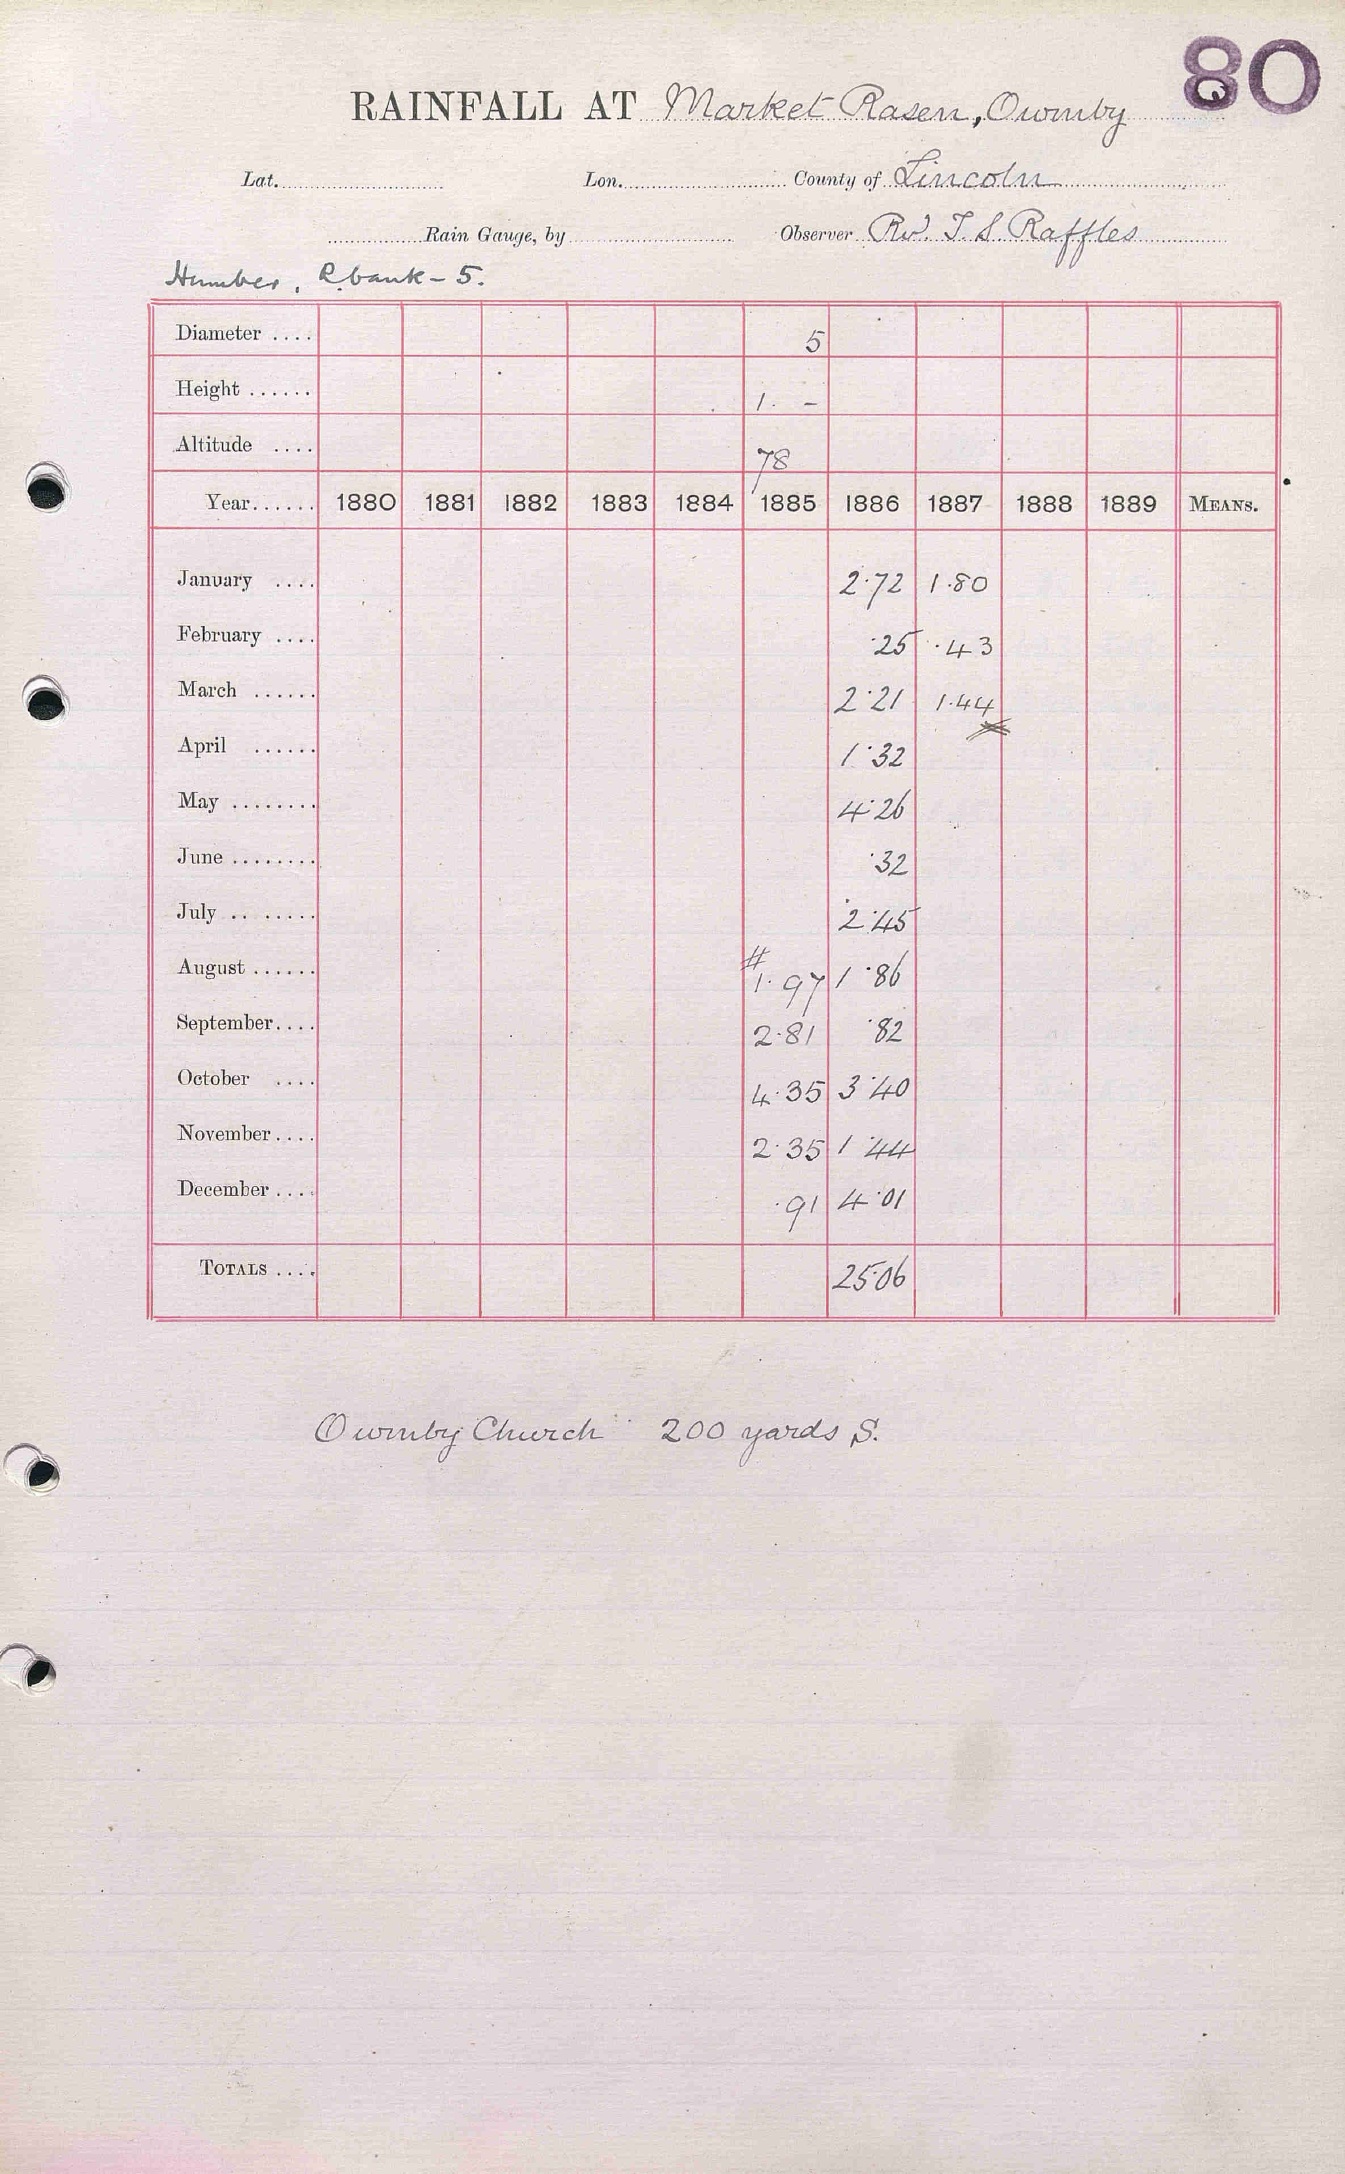 80
RAINFALL AT Market Rasen, Owmby
Lat. Lon. County of Lincoln
Rain Gauge, by Observer Rev. T. S. Raffles
Humber, R. bank - 5.
Diameter .... 5
Height ...... 1. -
Altitude .... 78
Year...... 1880 1881 1882 1883 1884 1885 1886 1887 1888 1889 MEANS.
January .... 2.72 1.80
February .... .25 .43
March ...... 2.21 1.44
April ...... 1.32
May ........ 4.26
June ........ .32
July .. ...... 2.45
#
August ...... 1.97 1.86
September.... 2.81 .82
October .... 4.35 3.40
November.... 2.35 1.44
December .... .91 4.01
TOTALS .... 25.06
Owmby Church 200 yards S.